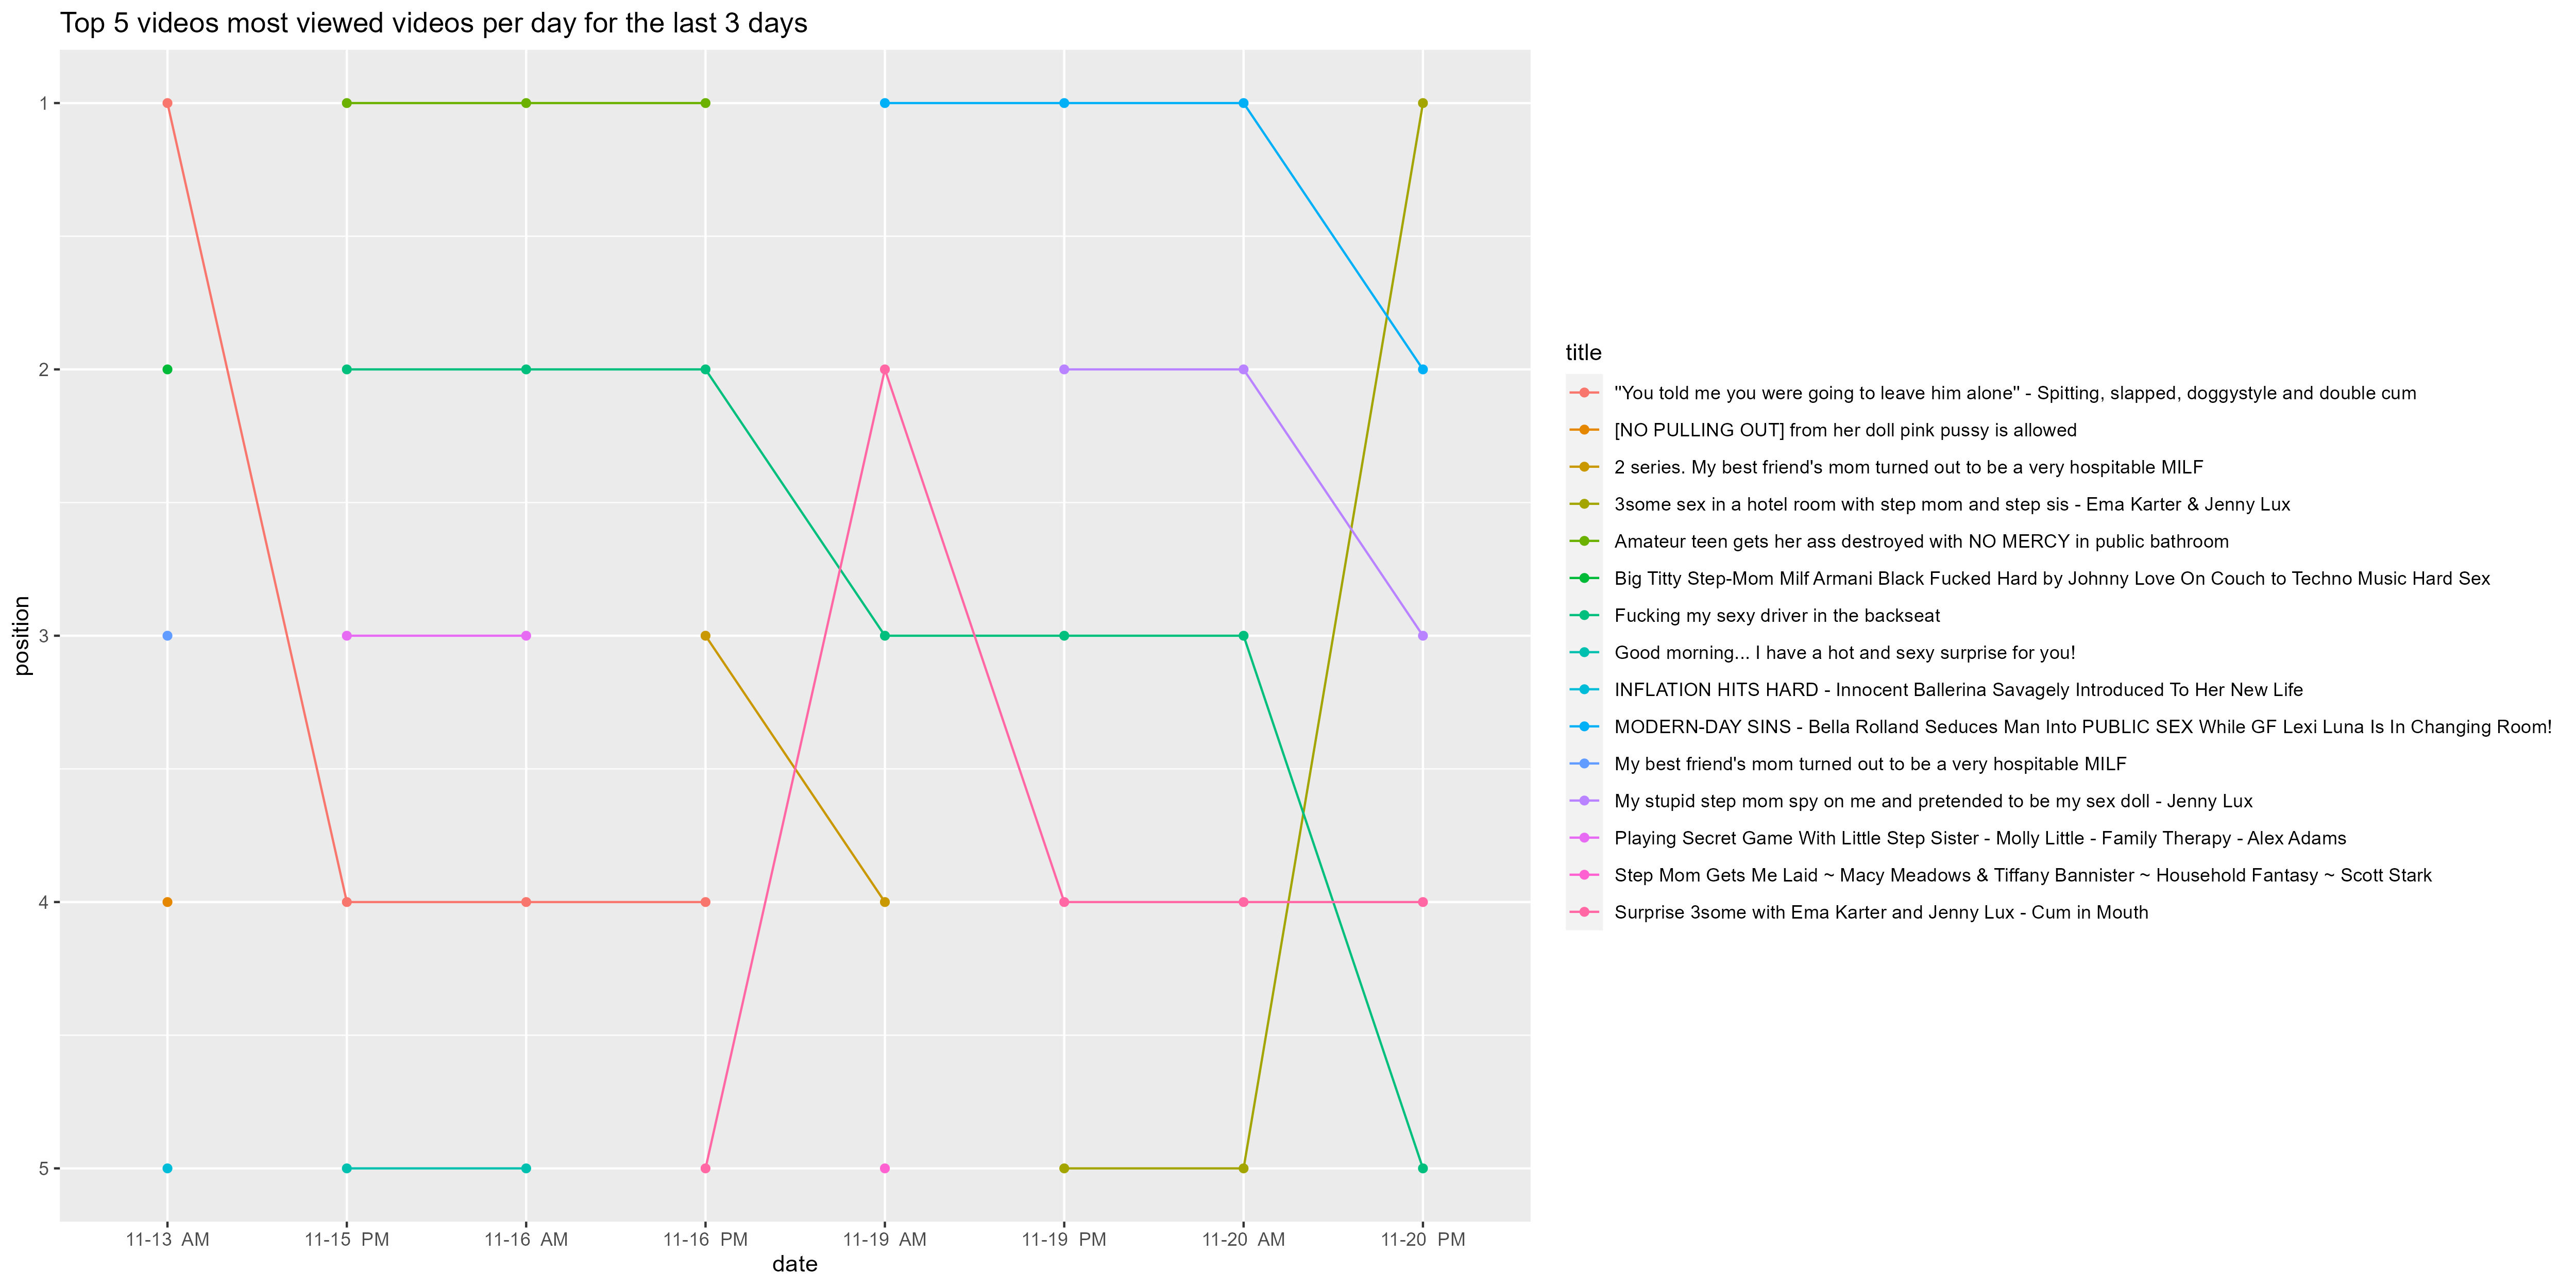 Top 5 videos most viewed videos per day for the last 3 days
position
1
2
3
4
5
11-13 AM
11-15 PM
11-16 AM
11-16 PM
11-19 AM
11-19 PM
11-20 AM
11-20 PM
date
title
"You told me you were going to leave him alone" - Spitting, slapped, doggystyle and double cum
[NO PULLING OUT] from her doll pink pussy is allowed
2 series. My best friend's mom turned out to be a very hospitable MILF
3some sex in a hotel room with step mom and step sis - Ema Karter & Jenny Lux
Amateur teen gets her ass destroyed with NO MERCY in public bathroom
Big Titty Step-Mom Milf Armani Black Fucked Hard by Johnny Love On Couch to Techno Music Hard Sex
Fucking my sexy driver in the backseat
Good morning... I have a hot and sexy surprise for you!
INFLATION HITS HARD - Innocent Ballerina Savagely Introduced To Her New Life
MODERN-DAY SINS - Bella Rolland Seduces Man Into PUBLIC SEX While GF Lexi Luna Is In Changing Room!
My best friend's mom turned out to be a very hospitable MILF
My stupid step mom spy on me and pretended to be my sex doll - Jenny Lux
Playing Secret Game With Little Step Sister - Molly Little - Family Therapy - Alex Adams
Step Mom Gets Me Laid ~ Macy Meadows & Tiffany Bannister ~ Household Fantasy ~ Scott Stark
Surprise 3some with Ema Karter and Jenny Lux - Cum in Mouth